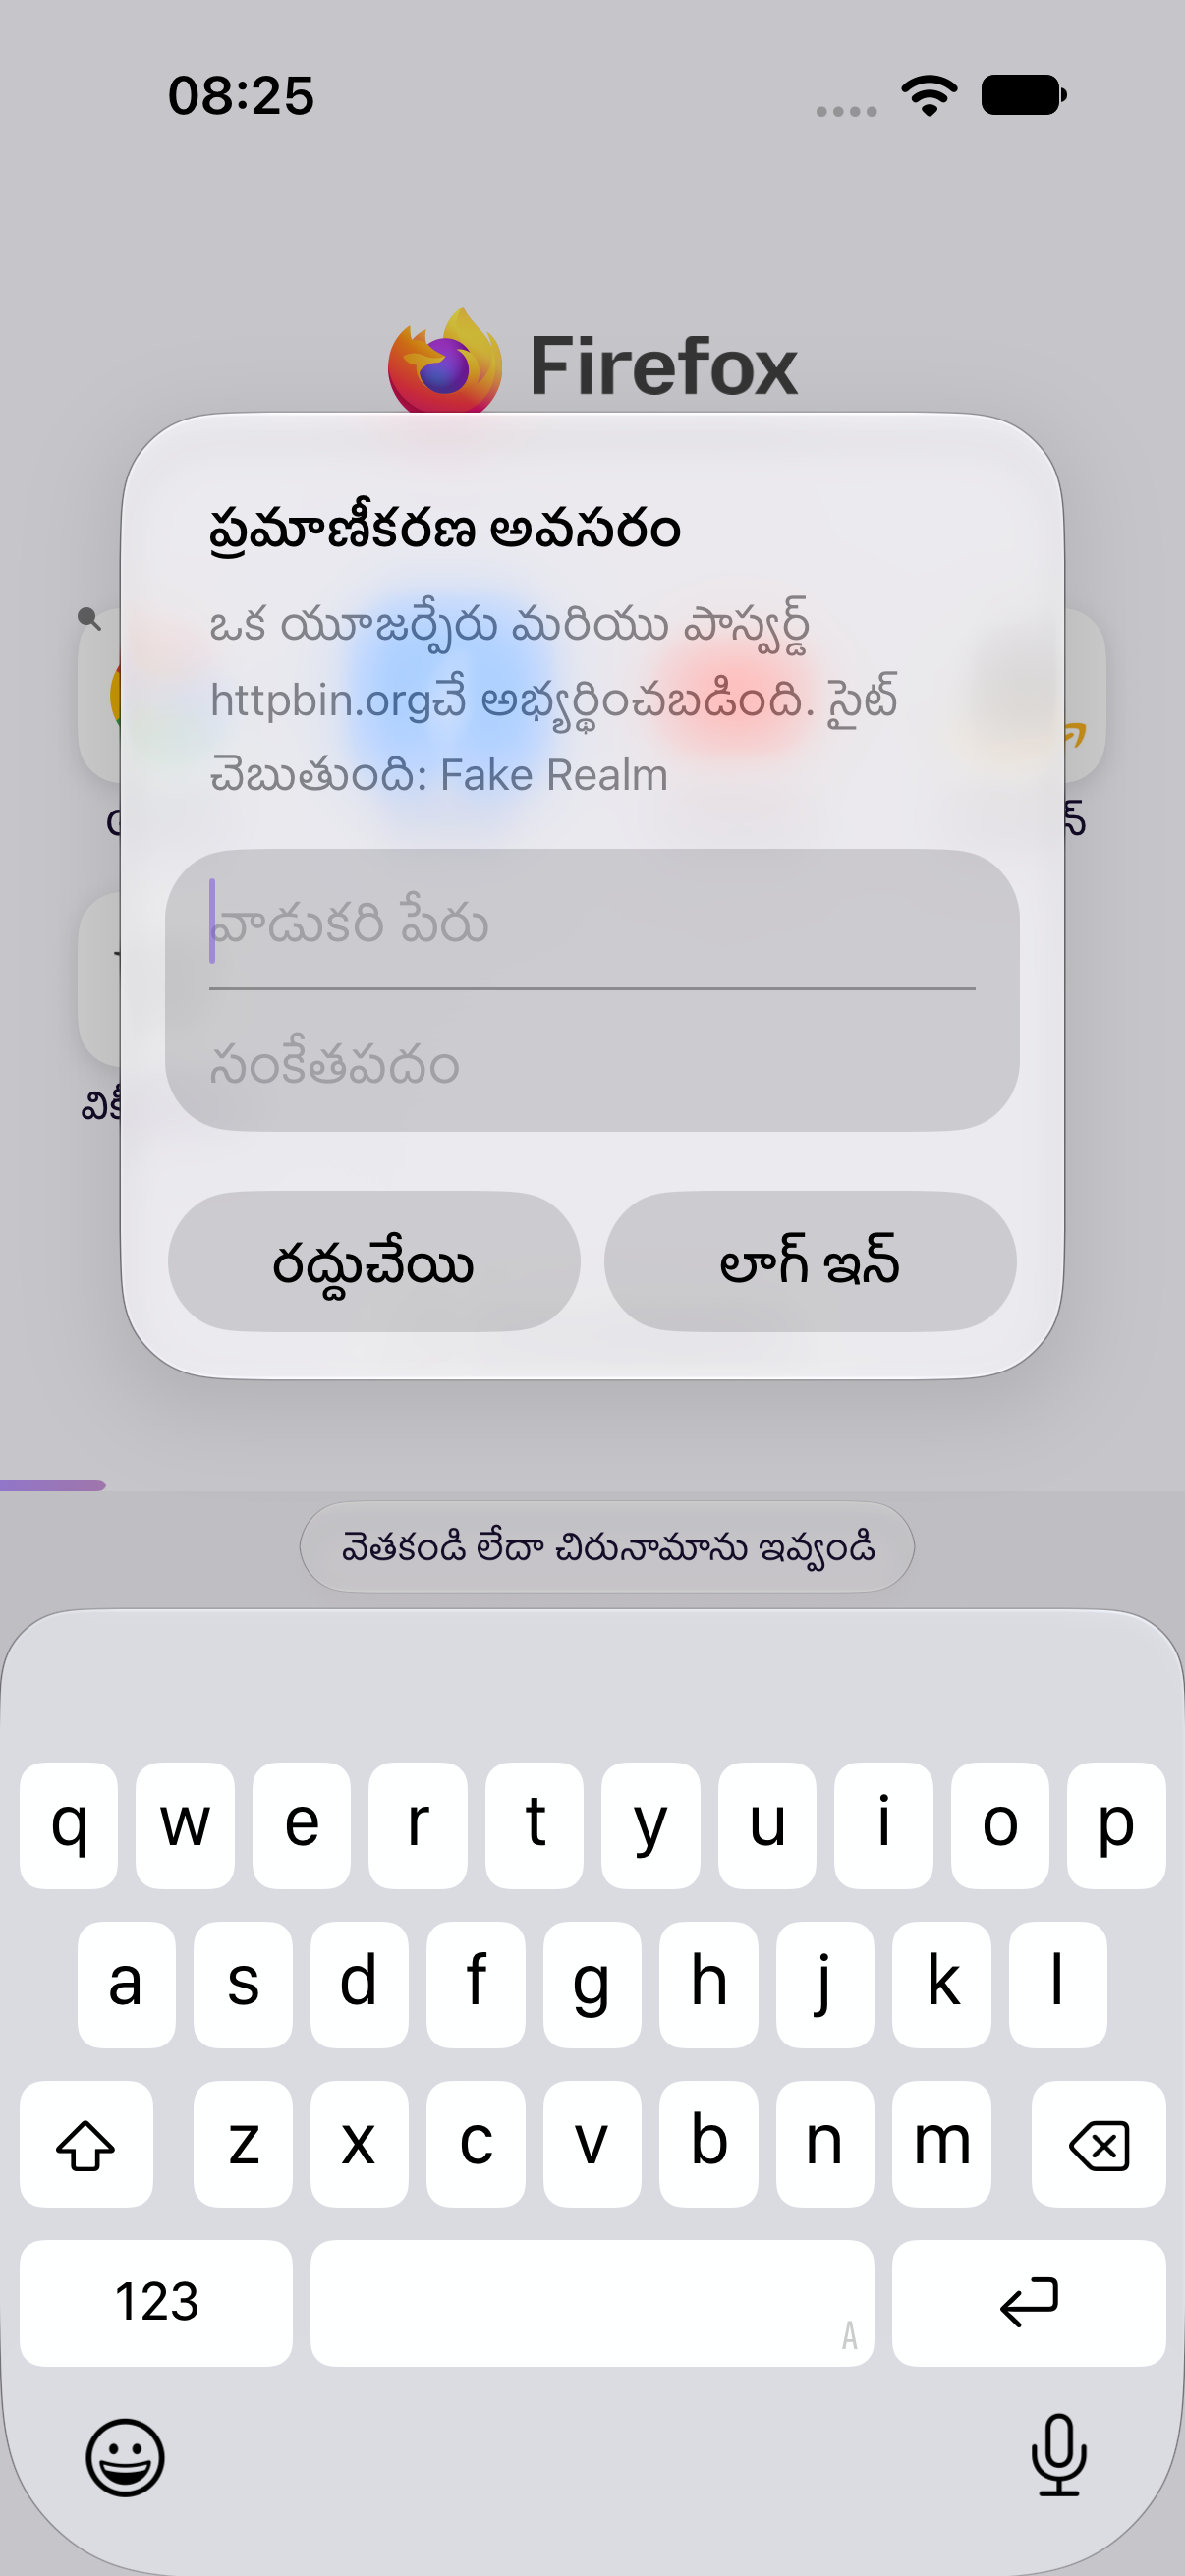 08:25
Firefox
ప్రమాణీకరణ అవసరం
ఒక యూజర్పేరు మరియు పాస్వర్డ్
httpbin.orgచే అభ్యర్థించబడింది. సైట్
చెబుతుంది: Fake Realm
వాడుకరి పేరు
సంకేతపదం
రద్దుచేయి
లాగ్ ఇన్
వెతకండి లేదా చిరునామాను ఇవ్వండి
q w e r t y u i o p
a s d f g h j k l
z x c v b n m
123
A